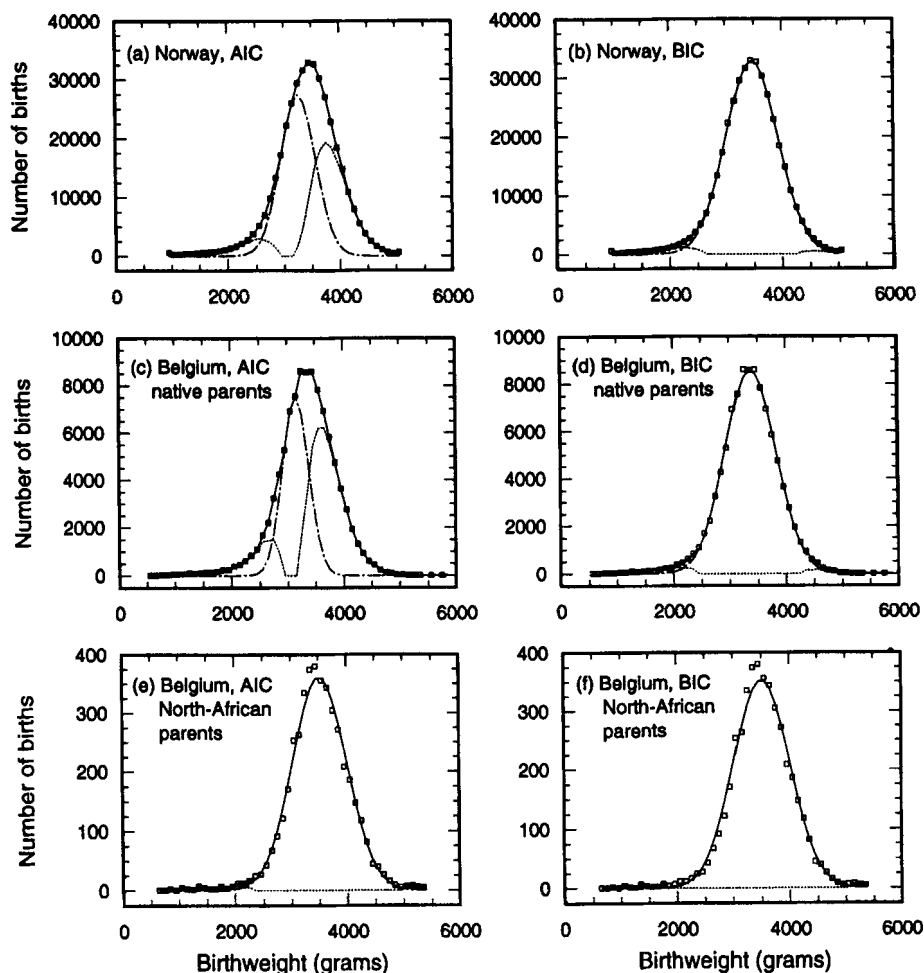 40000
30000
20000
10000
0
Number of births
(a) Norway, AIC
0 2000 4000 6000
40000
30000
20000
10000
0
(b) Norway, BIC
0 2000 4000 6000
10000
8000
6000
4000
2000
0
Number of births
(c) Belgium, AIC
native parents
0 2000 4000 6000
10000
8000
6000
4000
2000
0
(d) Belgium, BIC
native parents
0 2000 4000 6000
400
300
200
100
0
Number of births
(e) Belgium, AIC
North-African
parents
0 2000 4000 6000
Birthweight (grams)
400
300
200
100
0
(f) Belgium, BIC
North-African
parents
0 2000 4000 6000
Birthweight (grams)